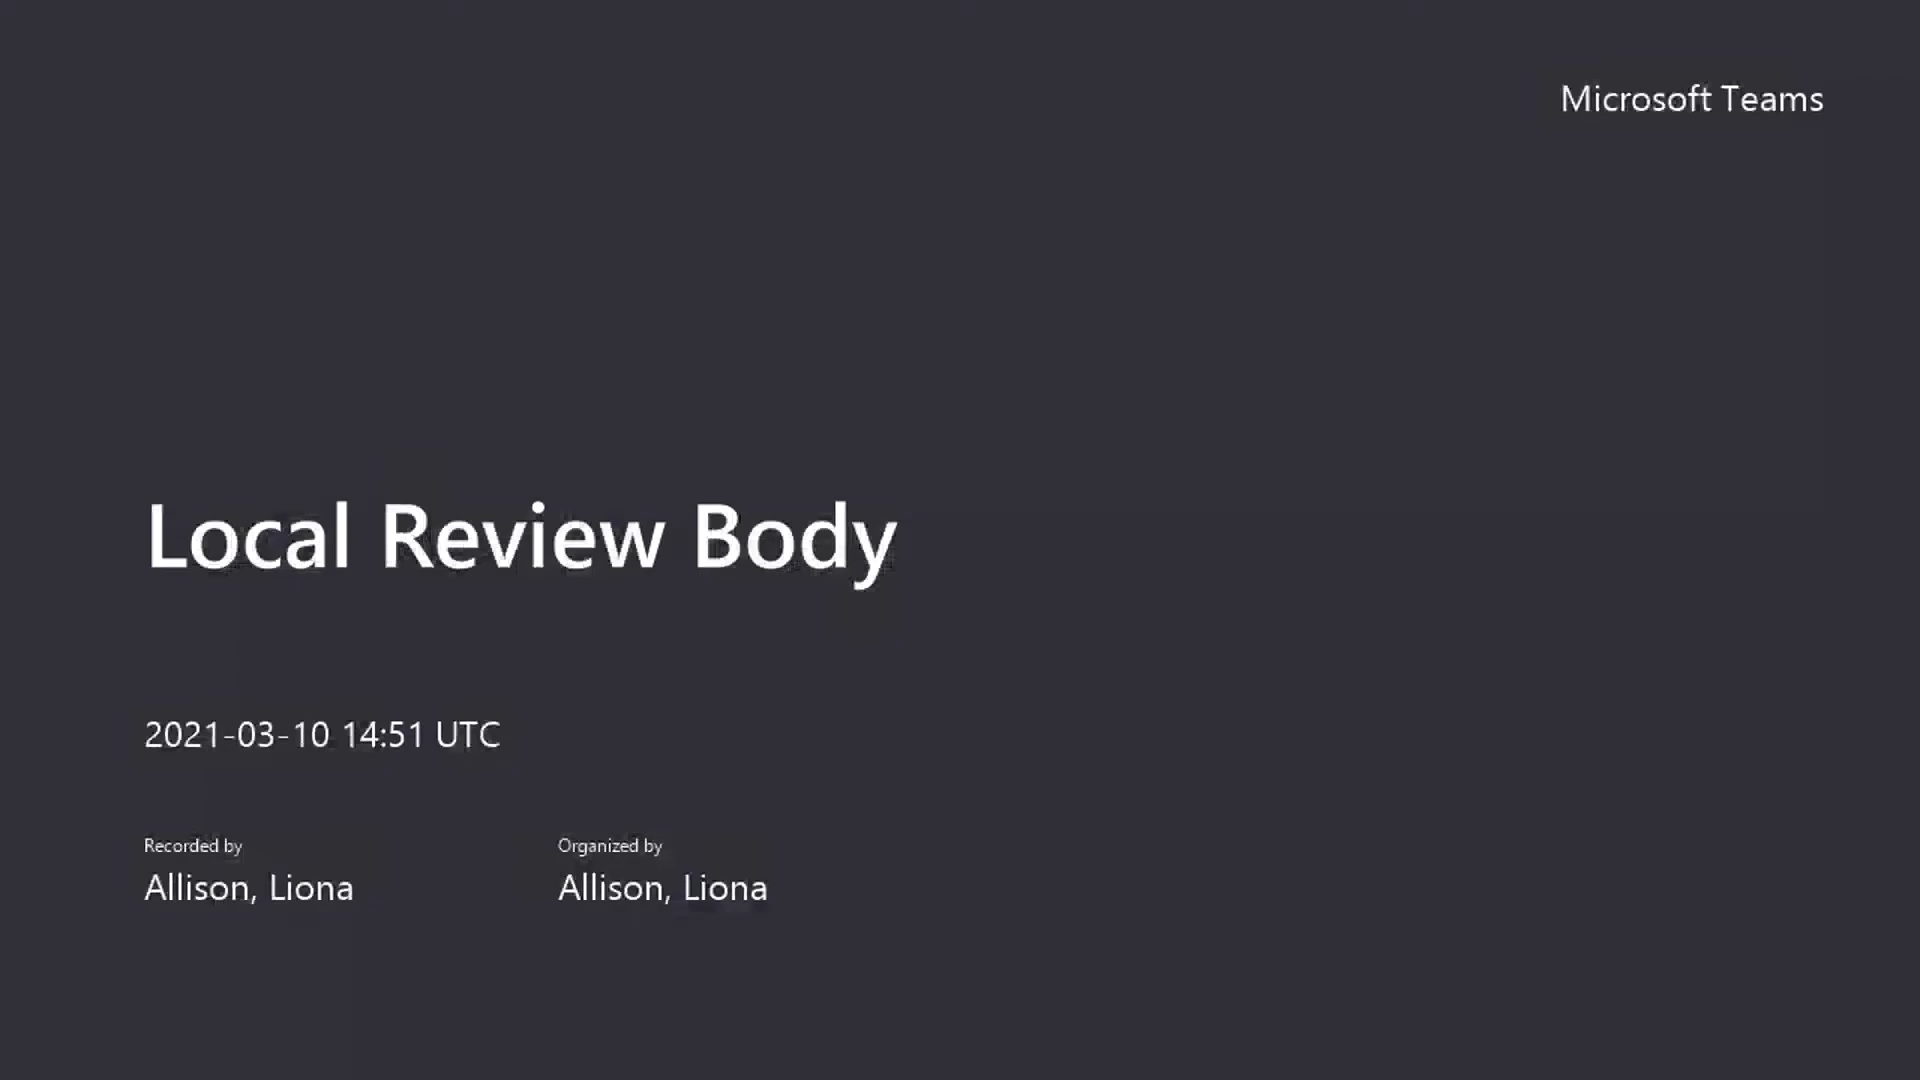 Microsoft Teams
Local Review Body
2021-03-10 14:51 UTC
Recorded by
Allison, Liona
Organized by
Allison, Liona